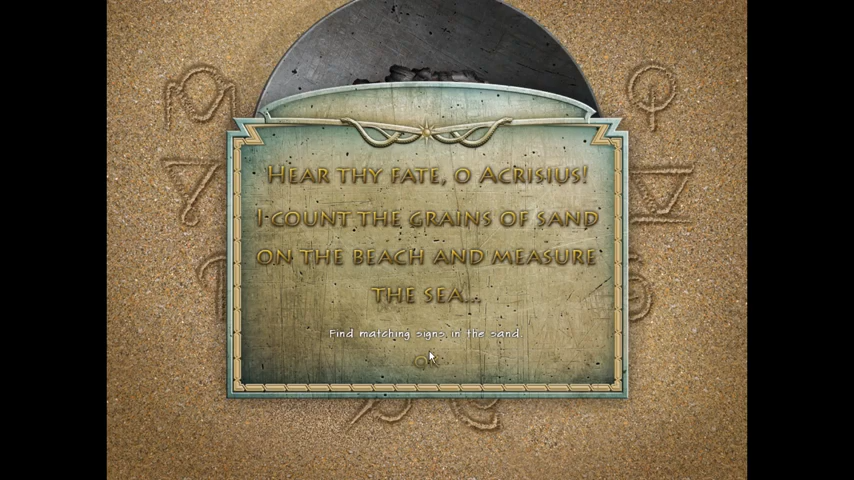 HEAR THY FATE, O ACRISIUS!
I COUNT THE GRAINS OF SAND
ON THE BEACH AND MEASURE
THE SEA...
Find matching signs in the sand.
OK